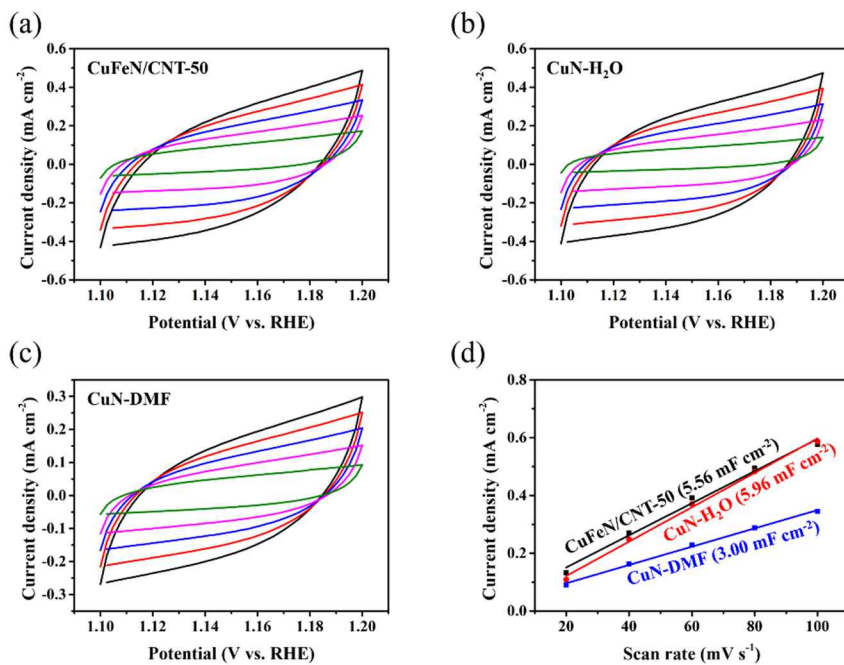 (a)
CuFeN/CNT-50
0.6
0.4
0.2
0.0
-0.2
-0.4
-0.6
1.10 1.12 1.14 1.16 1.18 1.20
Current density (mA cm⁻²)
Potential (V vs. RHE)
(b)
CuN-H₂O
0.6
0.4
0.2
0.0
-0.2
-0.4
-0.6
1.10 1.12 1.14 1.16 1.18 1.20
Current density (mA cm⁻²)
Potential (V vs. RHE)
(c)
CuN-DMF
0.3
0.2
0.1
0.0
-0.1
-0.2
-0.3
1.10 1.12 1.14 1.16 1.18 1.20
Current density (mA cm⁻²)
Potential (V vs. RHE)
(d)
0.8
0.6
0.4
0.2
0.0
20 40 60 80 100
Current density (mA cm⁻²)
Scan rate (mV s⁻¹)
CuFeN/CNT-50 (5.56 mF cm⁻²)
CuN-H₂O (5.96 mF cm⁻²)
CuN-DMF (3.00 mF cm⁻²)